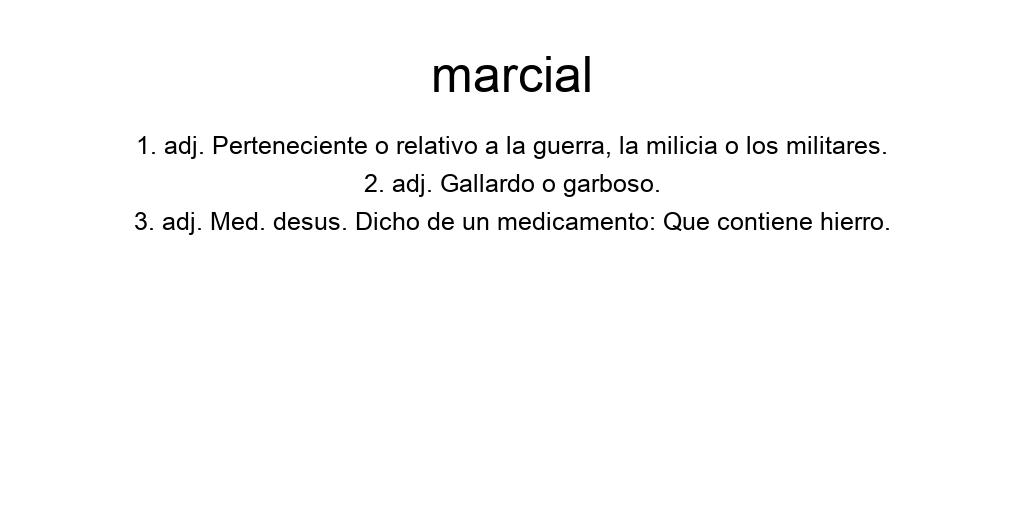 marcial
1. adj. Perteneciente o relativo a la guerra, la milicia o los militares.
2. adj. Gallardo o garboso.
3. adj. Med. desus. Dicho de un medicamento: Que contiene hierro.